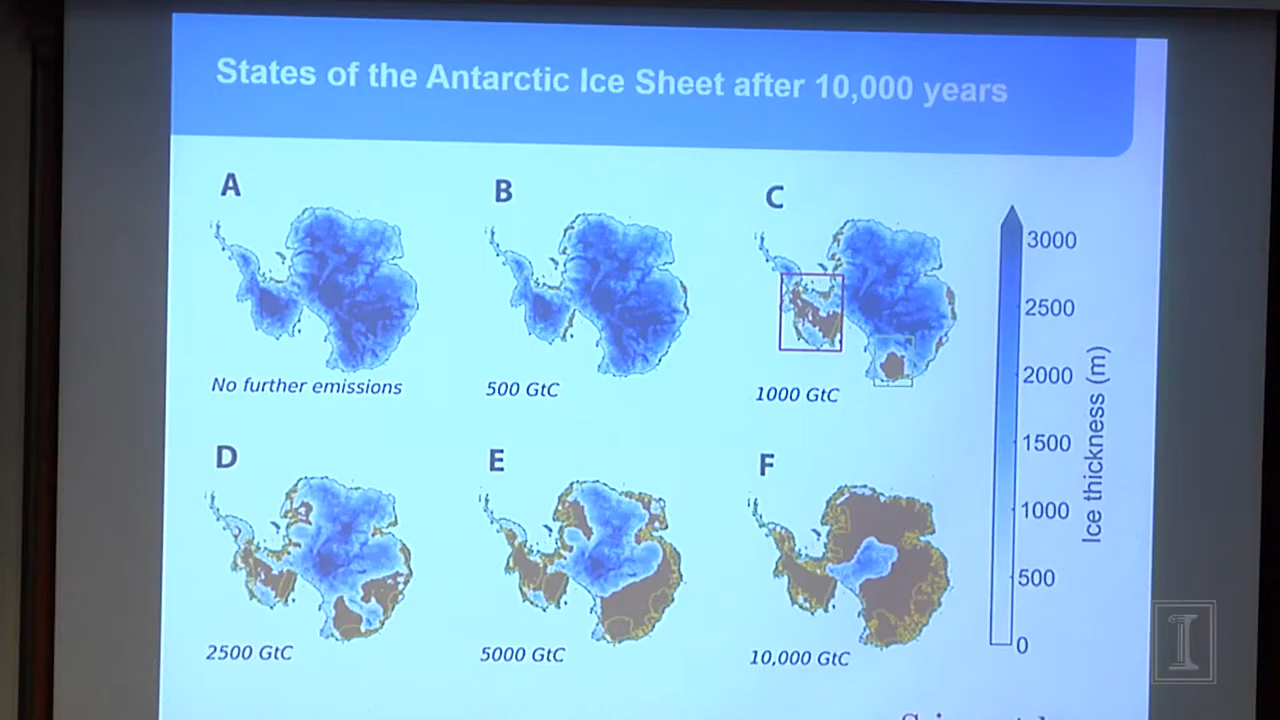 States of the Antarctic Ice Sheet after 10,000 years
A
B
C
No further emissions
500 GtC
1000 GtC
D
E
F
2500 GtC
5000 GtC
10,000 GtC
3000
2500
2000
1500
1000
500
0
Ice thickness (m)
I